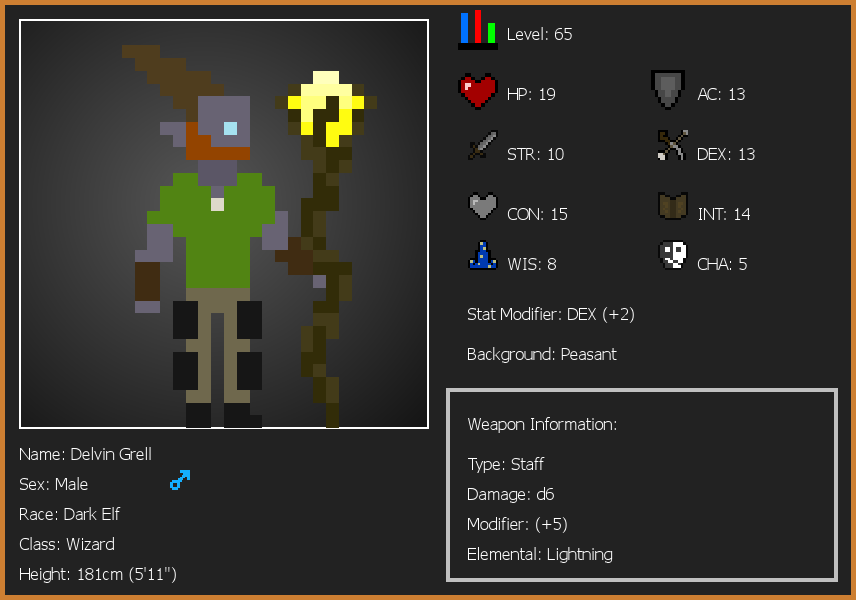 Level: 65
HP: 19
AC: 13
STR: 10
DEX: 13
CON: 15
INT: 14
WIS: 8
CHA: 5
Stat Modifier: DEX (+2)
Background: Peasant
Weapon Information:
Type: Staff
Damage: d6
Modifier: (+5)
Elemental: Lightning
Name: Delvin Grell
Sex: Male
Race: Dark Elf
Class: Wizard
Height: 181cm (5'11")